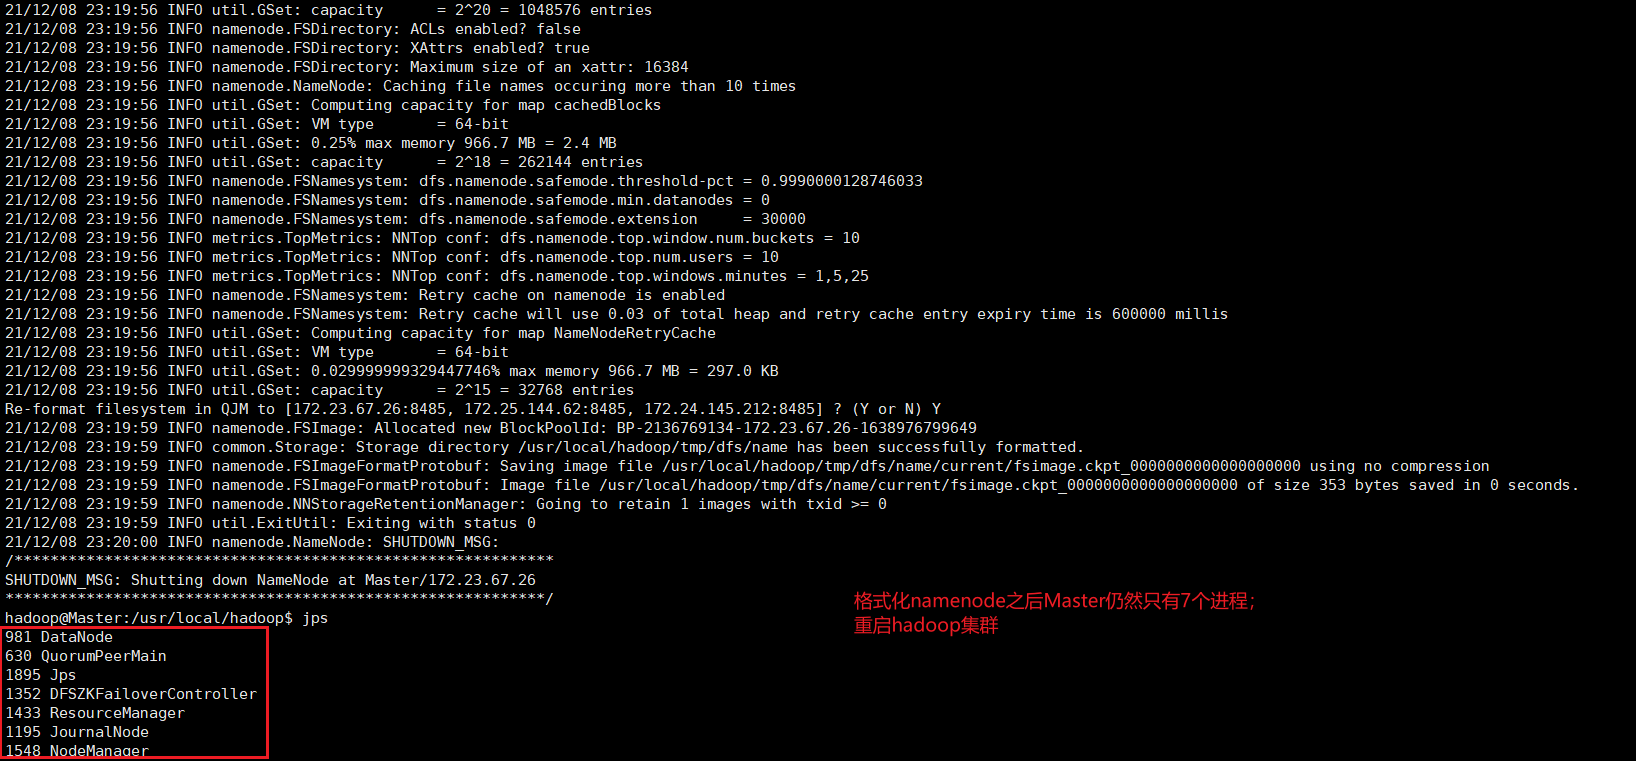 21/12/08 23:19:56 INFO util.GSet: capacity      = 2^20 = 1048576 entries
21/12/08 23:19:56 INFO namenode.FSDirectory: ACLs enabled? false
21/12/08 23:19:56 INFO namenode.FSDirectory: XAttrs enabled? true
21/12/08 23:19:56 INFO namenode.FSDirectory: Maximum size of an xattr: 16384
21/12/08 23:19:56 INFO namenode.NameNode: Caching file names occuring more than 10 times
21/12/08 23:19:56 INFO util.GSet: Computing capacity for map cachedBlocks
21/12/08 23:19:56 INFO util.GSet: VM type       = 64-bit
21/12/08 23:19:56 INFO util.GSet: 0.25% max memory 966.7 MB = 2.4 MB
21/12/08 23:19:56 INFO util.GSet: capacity      = 2^18 = 262144 entries
21/12/08 23:19:56 INFO namenode.FSNamesystem: dfs.namenode.safemode.threshold-pct = 0.9990000128746033
21/12/08 23:19:56 INFO namenode.FSNamesystem: dfs.namenode.safemode.min.datanodes = 0
21/12/08 23:19:56 INFO namenode.FSNamesystem: dfs.namenode.safemode.extension     = 30000
21/12/08 23:19:56 INFO metrics.TopMetrics: NNTop conf: dfs.namenode.top.window.num.buckets = 10
21/12/08 23:19:56 INFO metrics.TopMetrics: NNTop conf: dfs.namenode.top.num.users = 10
21/12/08 23:19:56 INFO metrics.TopMetrics: NNTop conf: dfs.namenode.top.windows.minutes = 1,5,25
21/12/08 23:19:56 INFO namenode.FSNamesystem: Retry cache on namenode is enabled
21/12/08 23:19:56 INFO namenode.FSNamesystem: Retry cache will use 0.03 of total heap and retry cache entry expiry time is 600000 millis
21/12/08 23:19:56 INFO util.GSet: Computing capacity for map NameNodeRetryCache
21/12/08 23:19:56 INFO util.GSet: VM type       = 64-bit
21/12/08 23:19:56 INFO util.GSet: 0.029999999329447746% max memory 966.7 MB = 297.0 KB
21/12/08 23:19:56 INFO util.GSet: capacity      = 2^15 = 32768 entries
Re-format filesystem in QJM to [172.23.67.26:8485, 172.25.144.62:8485, 172.24.145.212:8485] ? (Y or N) Y
21/12/08 23:19:59 INFO namenode.FSImage: Allocated new BlockPoolId: BP-2136769134-172.23.67.26-1638976799649
21/12/08 23:19:59 INFO common.Storage: Storage directory /usr/local/hadoop/tmp/dfs/name has been successfully formatted.
21/12/08 23:19:59 INFO namenode.FSImageFormatProtobuf: Saving image file /usr/local/hadoop/tmp/dfs/name/current/fsimage.ckpt_0000000000000000000 using no compression
21/12/08 23:19:59 INFO namenode.FSImageFormatProtobuf: Image file /usr/local/hadoop/tmp/dfs/name/current/fsimage.ckpt_0000000000000000000 of size 353 bytes saved in 0 seconds.
21/12/08 23:19:59 INFO namenode.NNStorageRetentionManager: Going to retain 1 images with txid >= 0
21/12/08 23:19:59 INFO util.ExitUtil: Exiting with status 0
21/12/08 23:20:00 INFO namenode.NameNode: SHUTDOWN_MSG:
/************************************************************
SHUTDOWN_MSG: Shutting down NameNode at Master/172.23.67.26
************************************************************/
格式化namenode之后Master仍然只有7个进程；
重启hadoop集群
hadoop@Master:/usr/local/hadoop$ jps
981 DataNode
630 QuorumPeerMain
1895 Jps
1352 DFSZKFailoverController
1433 ResourceManager
1195 JournalNode
1548 NodeManager